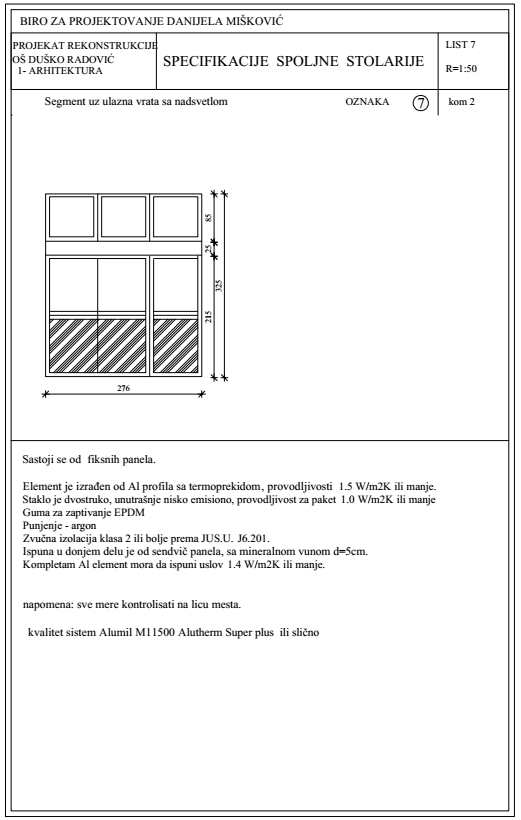 BIRO ZA PROJEKTOVANJE DANIJELA MIŠKOVIĆ
PROJEKAT REKONSTRUKCIJE
OŠ DUŠKO RADOVIĆ
1- ARHITEKTURA
SPECIFIKACIJE SPOLJNE STOLARIJE
LIST 7
R=1:50
Segment uz ulazna vrata sa nadsvetlom OZNAKA 7 kom 2
85
25
325
215
276
Sastoji se od fiksnih panela.
Element je izrađen od Al profila sa termoprekidom, provodljivosti 1.5 W/m2K ili manje.
Staklo je dvostruko, unutrašnje nisko emisiono, provodljivost za paket 1.0 W/m2K ili manje
Guma za zaptivanje EPDM
Punjenje - argon
Zvučna izolacija klasa 2 ili bolje prema JUS.U. J6.201.
Ispuna u donjem delu je od sendvič panela, sa mineralnom vunom d=5cm.
Kompletam Al element mora da ispuni uslov 1.4 W/m2K ili manje.
napomena: sve mere kontrolisati na licu mesta.
kvalitet sistem Alumil M11500 Alutherm Super plus ili slično